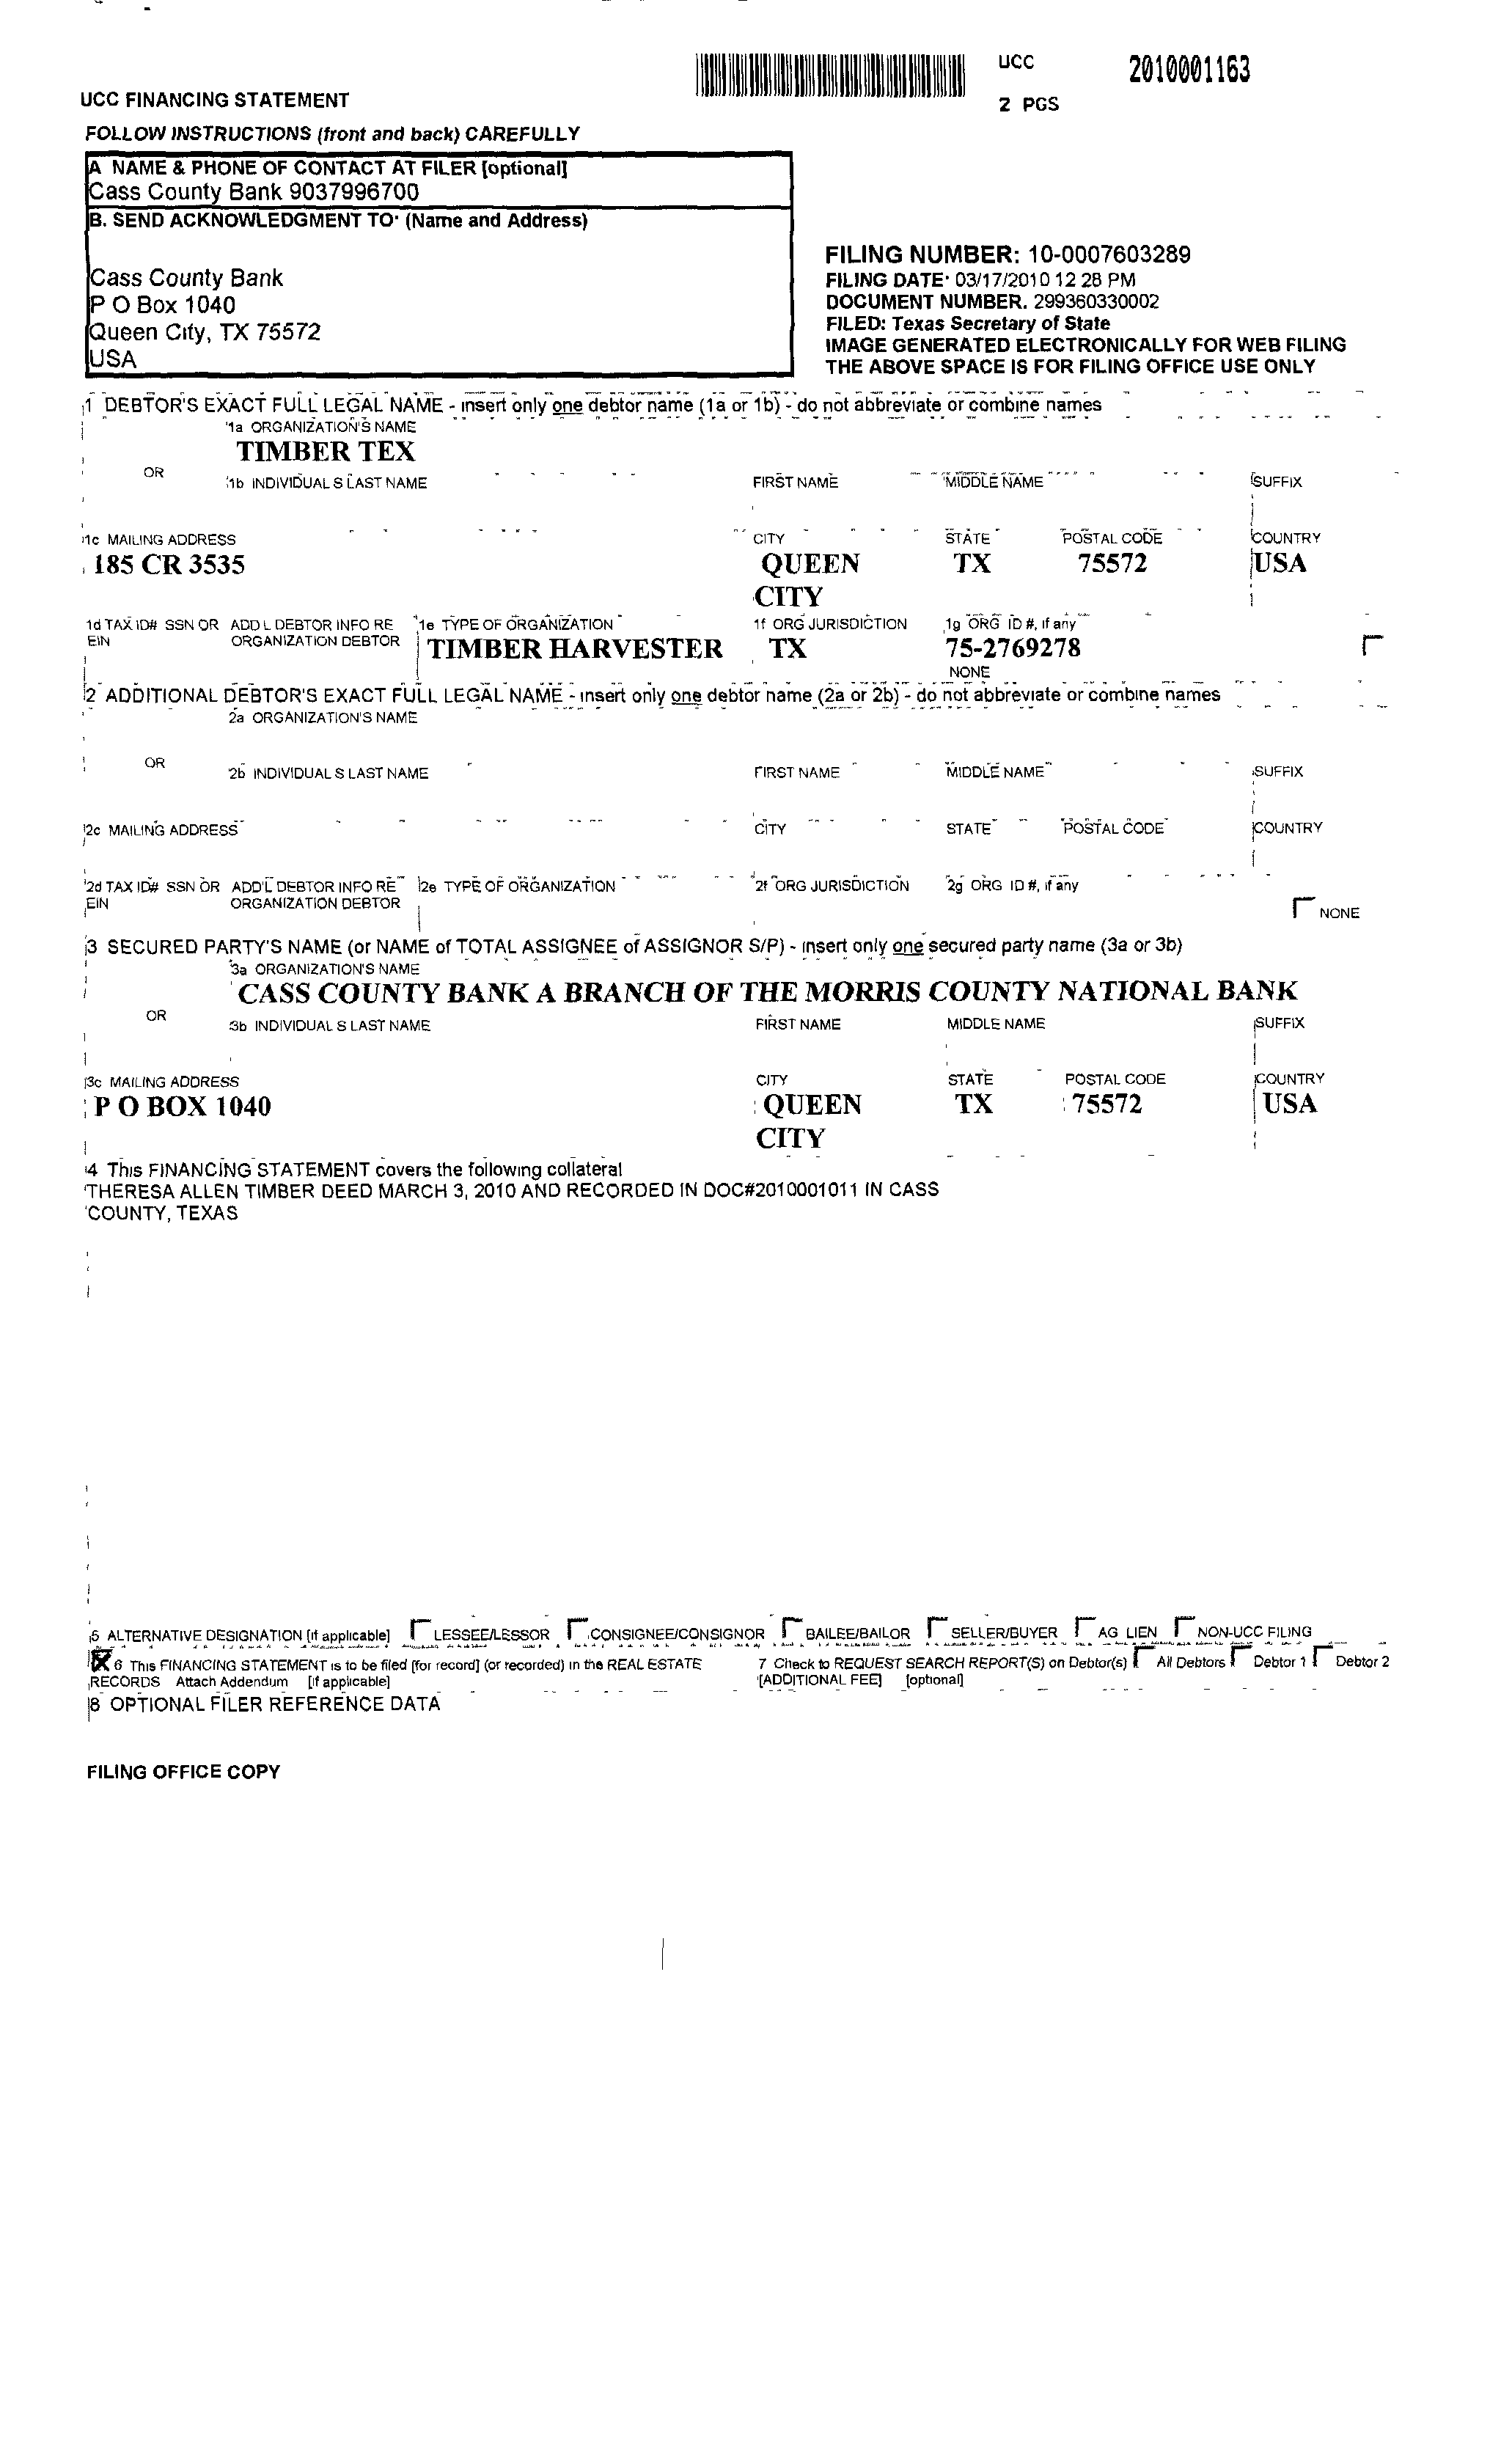 UCC 2010001163
2 PGS
UCC FINANCING STATEMENT
FOLLOW INSTRUCTIONS (front and back) CAREFULLY
A NAME & PHONE OF CONTACT AT FILER [optional]
Cass County Bank 9037996700
B. SEND ACKNOWLEDGMENT TO· (Name and Address)
Cass County Bank
P O Box 1040
Queen City, TX 75572
USA
FILING NUMBER: 10-0007603289
FILING DATE· 03/17/2010 12 28 PM
DOCUMENT NUMBER. 299360330002
FILED: Texas Secretary of State
IMAGE GENERATED ELECTRONICALLY FOR WEB FILING
THE ABOVE SPACE IS FOR FILING OFFICE USE ONLY
1 DEBTOR'S EXACT FULL LEGAL NAME - insert only one debtor name (1a or 1b) - do not abbreviate or combine names
1a ORGANIZATION'S NAME
TIMBER TEX
OR
1b INDIVIDUAL S LAST NAME FIRST NAME MIDDLE NAME SUFFIX
1c MAILING ADDRESS CITY STATE POSTAL CODE COUNTRY
185 CR 3535 QUEEN TX 75572 USA
CITY
1d TAX ID# SSN OR ADD L DEBTOR INFO RE 1e TYPE OF ORGANIZATION 1f ORG JURISDICTION 1g ORG ID #, if any
EIN ORGANIZATION DEBTOR TIMBER HARVESTER TX 75-2769278
NONE
2 ADDITIONAL DEBTOR'S EXACT FULL LEGAL NAME - insert only one debtor name (2a or 2b) - do not abbreviate or combine names
2a ORGANIZATION'S NAME
OR
2b INDIVIDUAL S LAST NAME FIRST NAME MIDDLE NAME SUFFIX
2c MAILING ADDRESS CITY STATE POSTAL CODE COUNTRY
2d TAX ID# SSN OR ADD'L DEBTOR INFO RE 2e TYPE OF ORGANIZATION 2f ORG JURISDICTION 2g ORG ID #, if any
EIN ORGANIZATION DEBTOR
NONE
3 SECURED PARTY'S NAME (or NAME of TOTAL ASSIGNEE of ASSIGNOR S/P) - insert only one secured party name (3a or 3b)
3a ORGANIZATION'S NAME
CASS COUNTY BANK A BRANCH OF THE MORRIS COUNTY NATIONAL BANK
OR
3b INDIVIDUAL S LAST NAME FIRST NAME MIDDLE NAME SUFFIX
3c MAILING ADDRESS CITY STATE POSTAL CODE COUNTRY
P O BOX 1040 QUEEN TX 75572 USA
CITY
4 This FINANCING STATEMENT covers the following collateral
THERESA ALLEN TIMBER DEED MARCH 3, 2010 AND RECORDED IN DOC#2010001011 IN CASS
COUNTY, TEXAS
5 ALTERNATIVE DESIGNATION [if applicable] LESSEE/LESSOR CONSIGNEE/CONSIGNOR BAILEE/BAILOR SELLER/BUYER AG LIEN NON-UCC FILING
6 This FINANCING STATEMENT is to be filed [for record] (or recorded) in the REAL ESTATE 7 Check to REQUEST SEARCH REPORT(S) on Debtor(s) All Debtors Debtor 1 Debtor 2
RECORDS Attach Addendum [if applicable] [ADDITIONAL FEE] [optional]
8 OPTIONAL FILER REFERENCE DATA
FILING OFFICE COPY